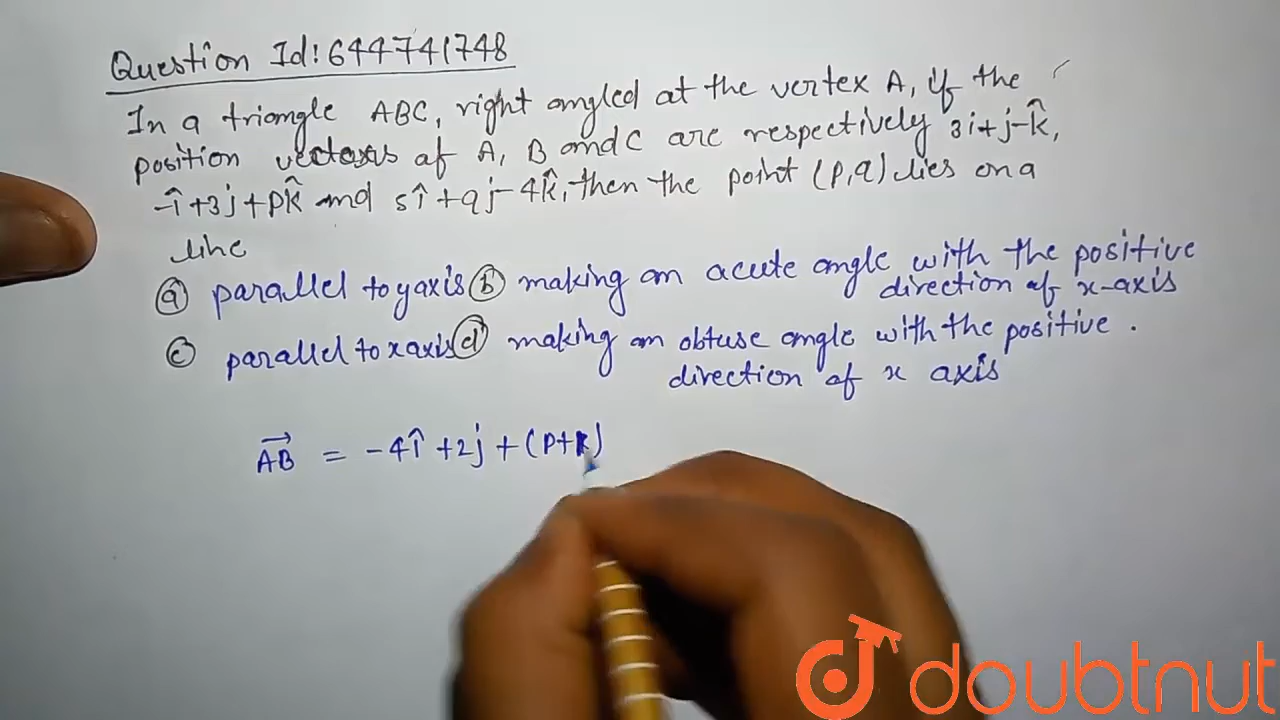 Question Id: 644741748
In a triangle ABC, right angled at the vertex A, if the
position vectors of A, B and C are respectively 3i+j-k̂,
-î+3j+pk̂ and 5î+qj-4k̂, then the point (p,q) lies on a
line
(a) parallel to y axis (b) making an acute angle with the positive
direction of x-axis
(c) parallel to x axis (d) making an obtuse angle with the positive.
direction of x axis
AB = -4î+2j+(p+
doubtnut